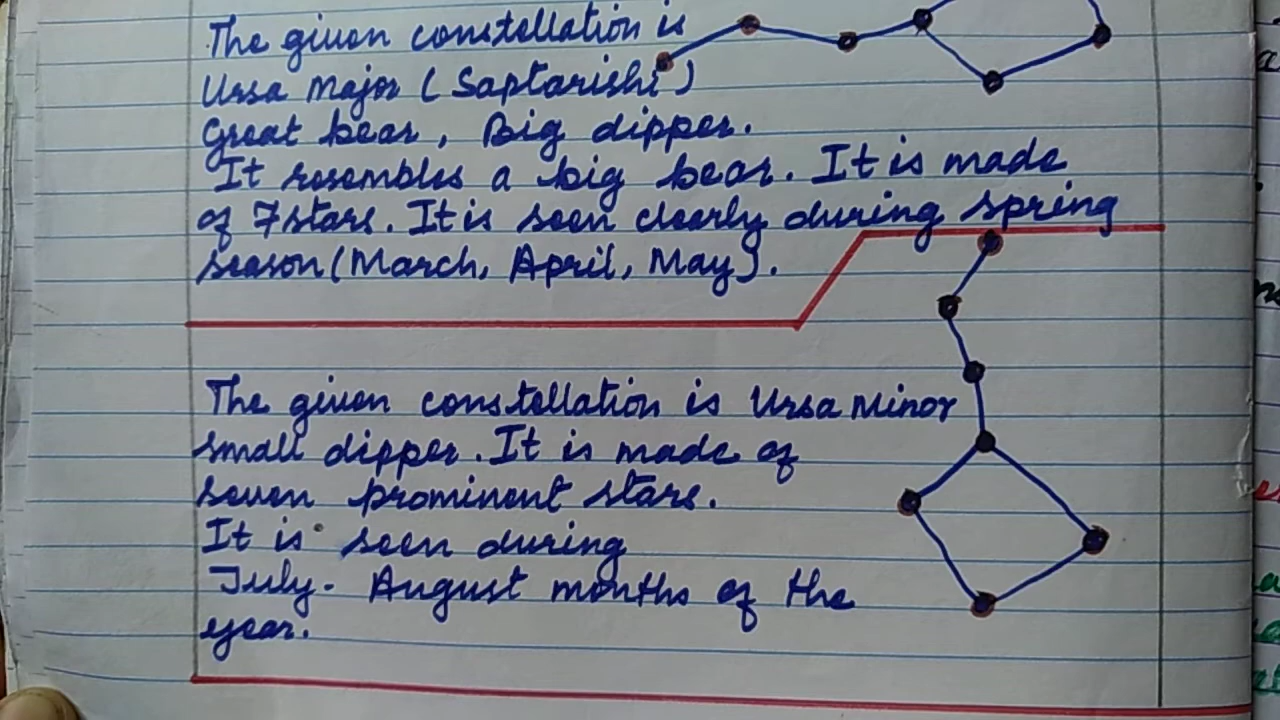 The given constellation is
Ursa Major (Saptarishi)
Great bear, Big dipper.
It resembles a big bear. It is made
of 7 stars. It is seen clearly during spring
season (March, April, May).
The given constellation is Ursa Minor
small dipper. It is made of
seven prominent stars.
It is seen during
July - August months of the
year.